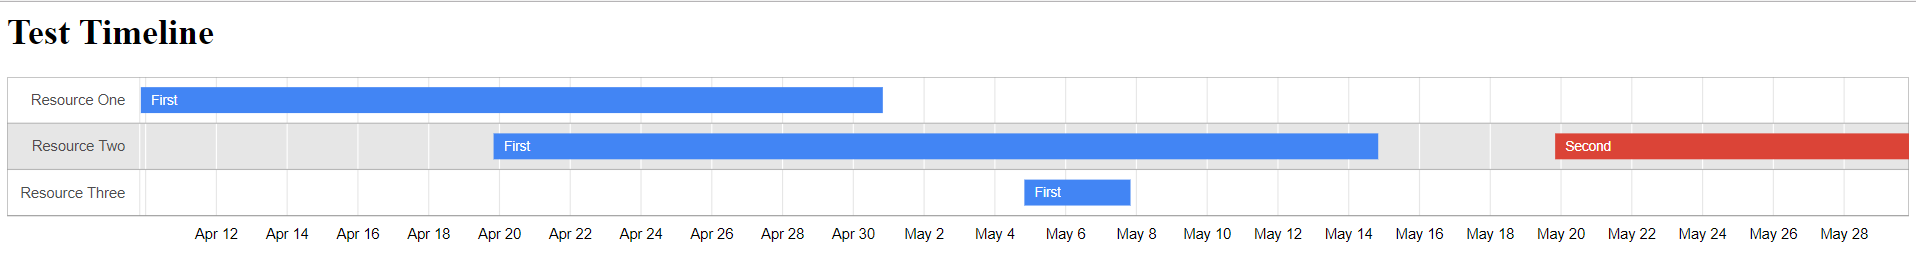 Test Timeline
Resource One First
Resource Two First Second
Resource Three First
Apr 12 Apr 14 Apr 16 Apr 18 Apr 20 Apr 22 Apr 24 Apr 26 Apr 28 Apr 30 May 2 May 4 May 6 May 8 May 10 May 12 May 14 May 16 May 18 May 20 May 22 May 24 May 26 May 28